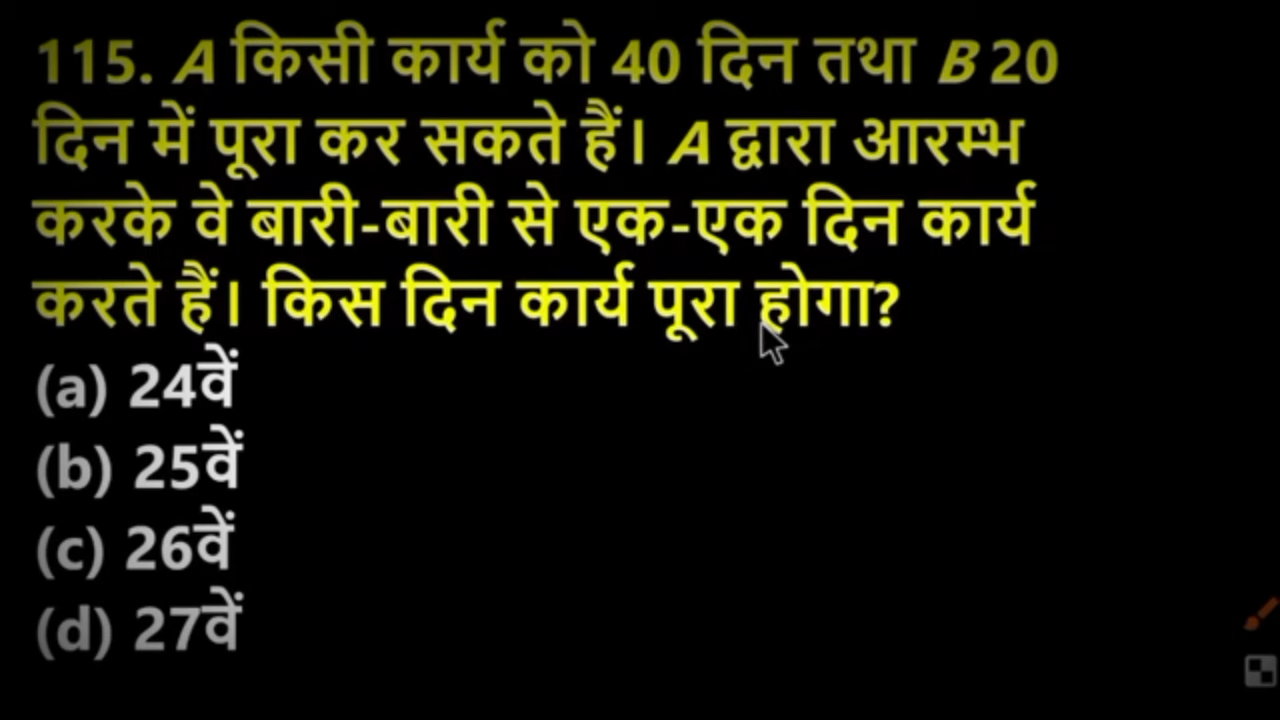 115. A किसी कार्य को 40 दिन तथा B 20
दिन में पूरा कर सकते हैं। A द्वारा आरम्भ
करके वे बारी-बारी से एक-एक दिन कार्य
करते हैं। किस दिन कार्य पूरा होगा?
(a) 24वें
(b) 25वें
(c) 26वें
(d) 27वें